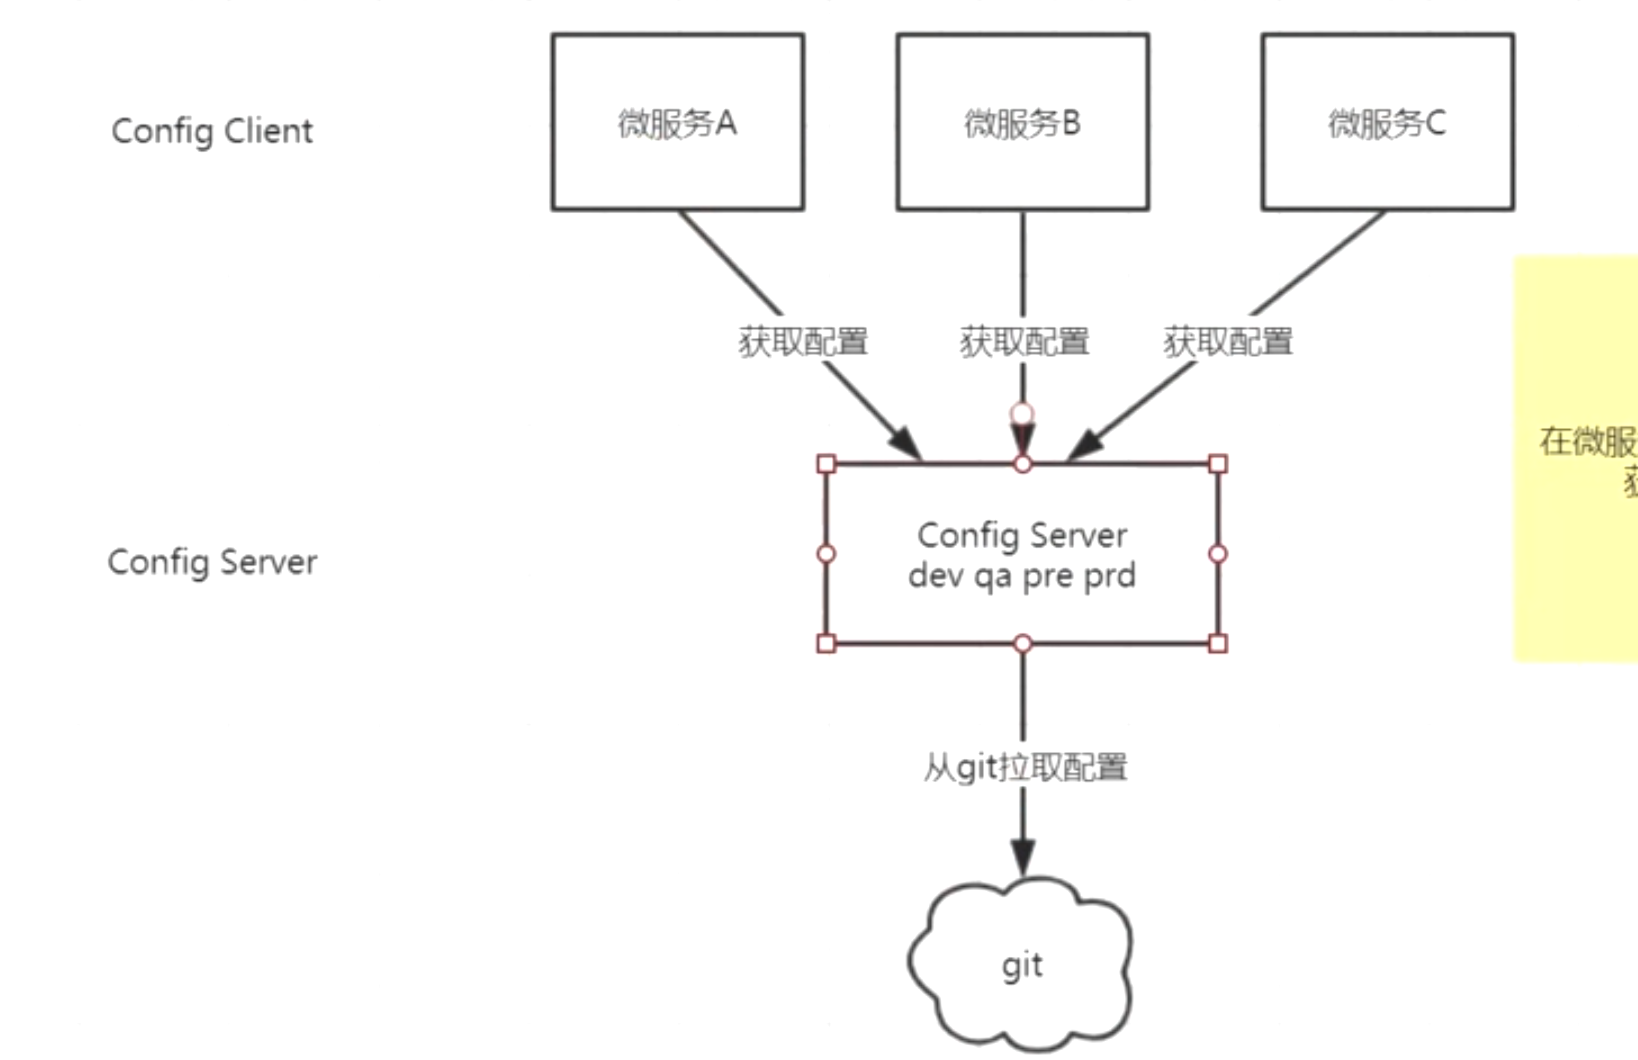 Config Client
微服务A
微服务B
微服务C
获取配置
获取配置
获取配置
在微服
Config Server
Config Server
dev qa pre prd
从git拉取配置
git